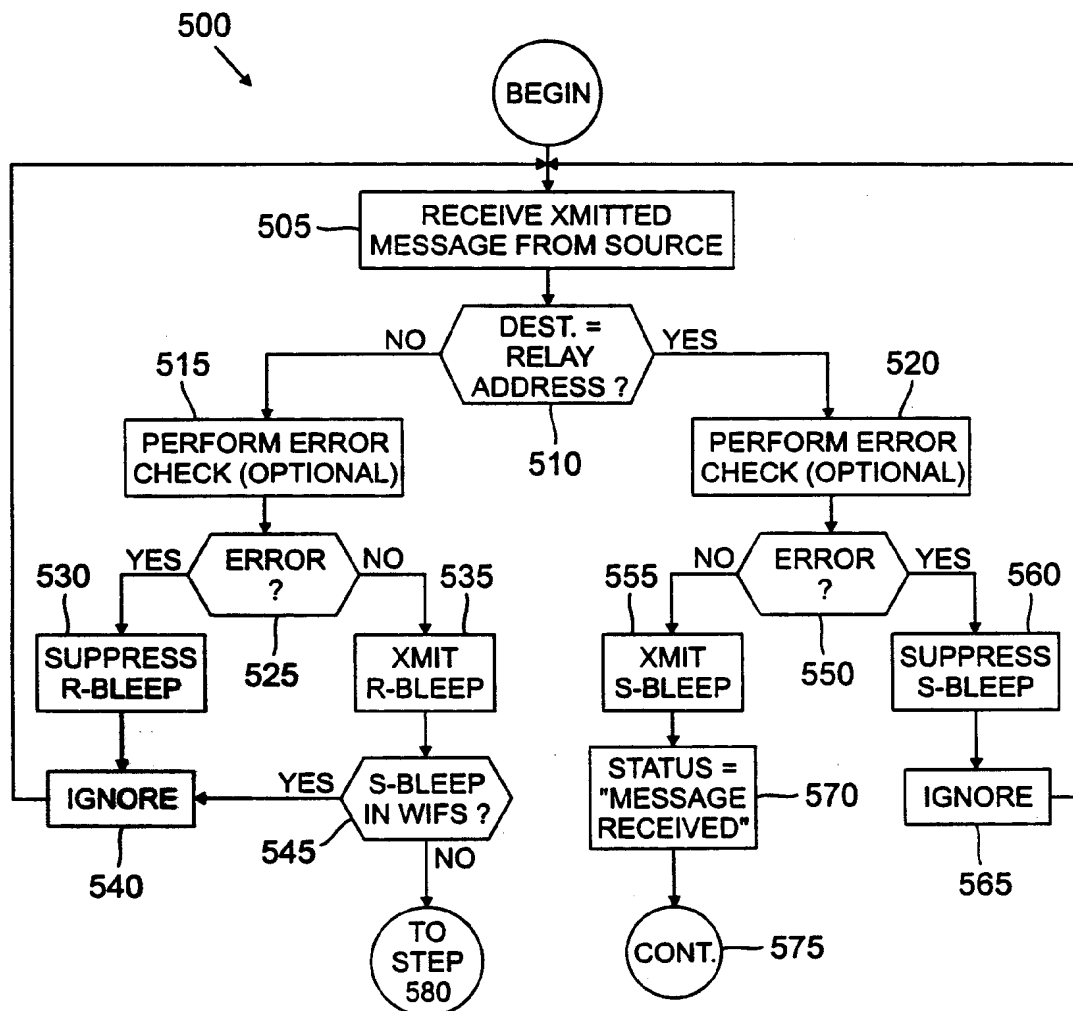 500
BEGIN
505
RECEIVE XMITTED
MESSAGE FROM SOURCE
NO
DEST. =
RELAY
ADDRESS ?
YES
510
515
520
PERFORM ERROR
CHECK (OPTIONAL)
PERFORM ERROR
CHECK (OPTIONAL)
YES
ERROR
?
NO
525
NO
ERROR
?
YES
550
530
535
555
560
SUPPRESS
R-BLEEP
XMIT
R-BLEEP
XMIT
S-BLEEP
SUPPRESS
S-BLEEP
IGNORE
540
YES
S-BLEEP
IN WIFS ?
545
NO
STATUS =
"MESSAGE
RECEIVED"
570
IGNORE
565
TO
STEP
580
CONT.
575